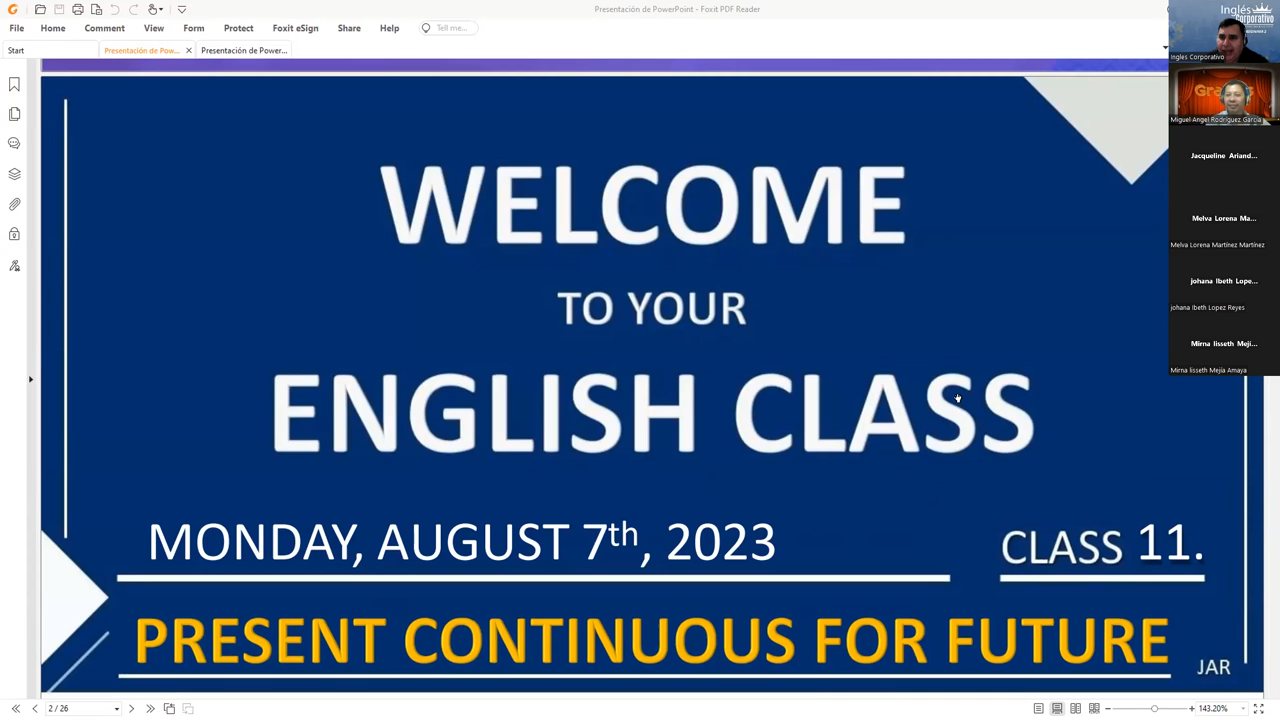 Presentación de PowerPoint - Foxit PDF Reader
File Home Comment View Form Protect Foxit eSign Share Help Tell me...
Start Presentación de Pow... Presentación de Power...
Inglés
Corporativo
Ingles Corporativo
Miguel Angel Rodriguez Garcia
Jacqueline Ariand...
Melva Lorena Ma...
Melva Lorena Martínez Martínez
johana Ibeth Lope...
johana Ibeth Lopez Reyes
Mirna lisseth Meji...
Mirna lisseth Mejía Amaya
WELCOME
TO YOUR
ENGLISH CLASS
MONDAY, AUGUST 7th, 2023 CLASS 11.
PRESENT CONTINUOUS FOR FUTURE
JAR
2 / 26 143.20%